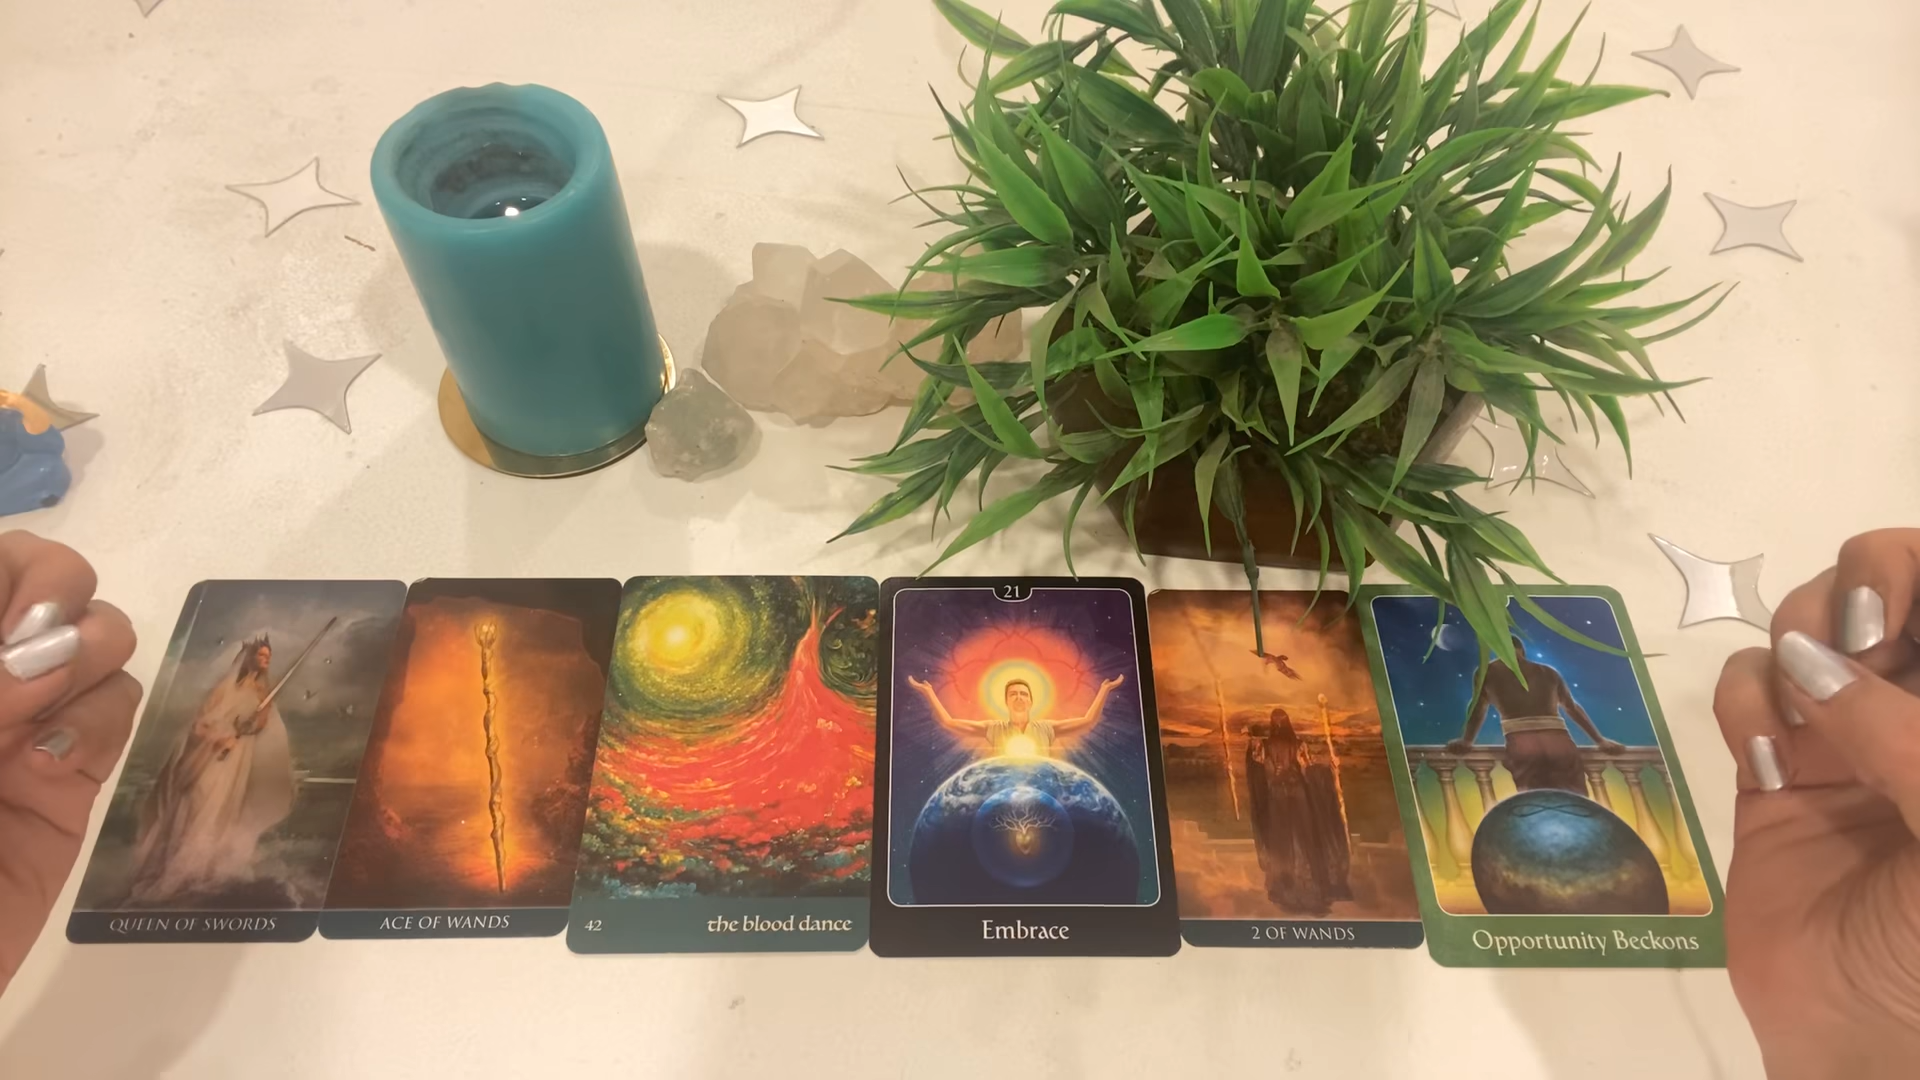 QUEEN OF SWORDS
ACE OF WANDS
42
the blood dance
21
Embrace
2 OF WANDS
Opportunity Beckons